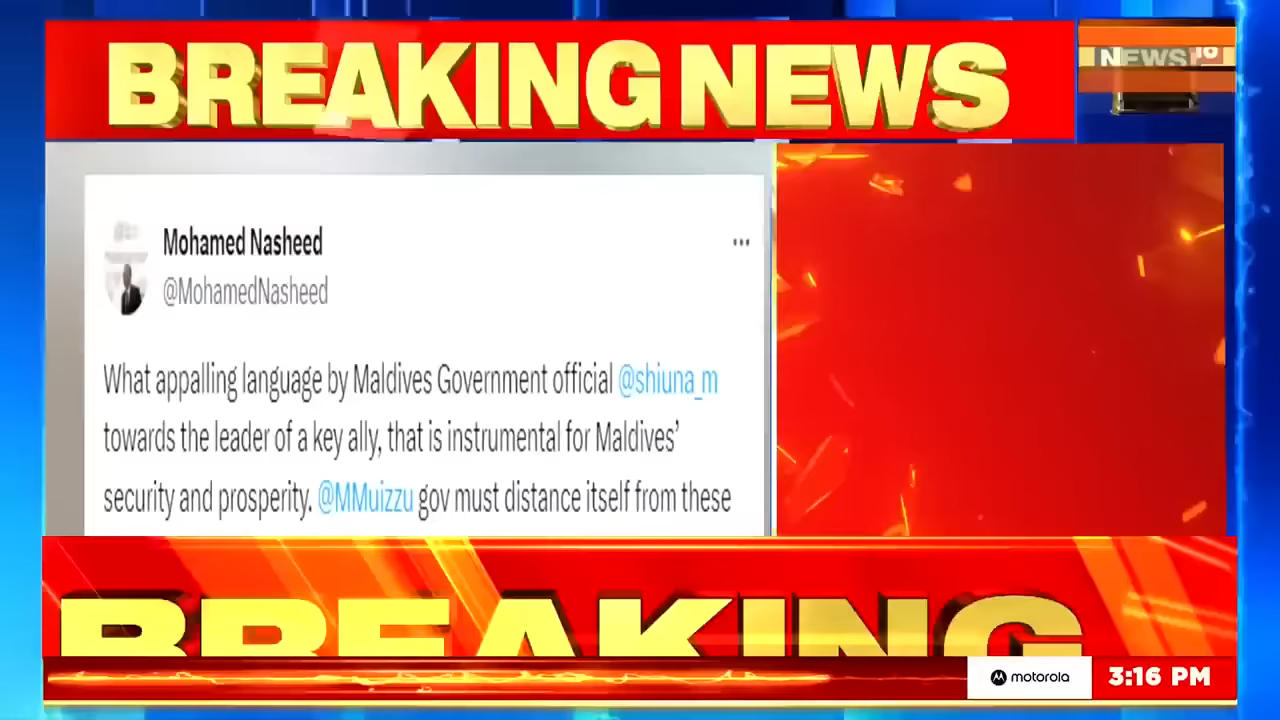 BREAKING NEWS
NEWS18
Mohamed Nasheed
@MohamedNasheed
What appalling language by Maldives Government official @shiuna_m
towards the leader of a key ally, that is instrumental for Maldives’
security and prosperity. @MMuizzu gov must distance itself from these
BREAKING
motorola
3:16 PM